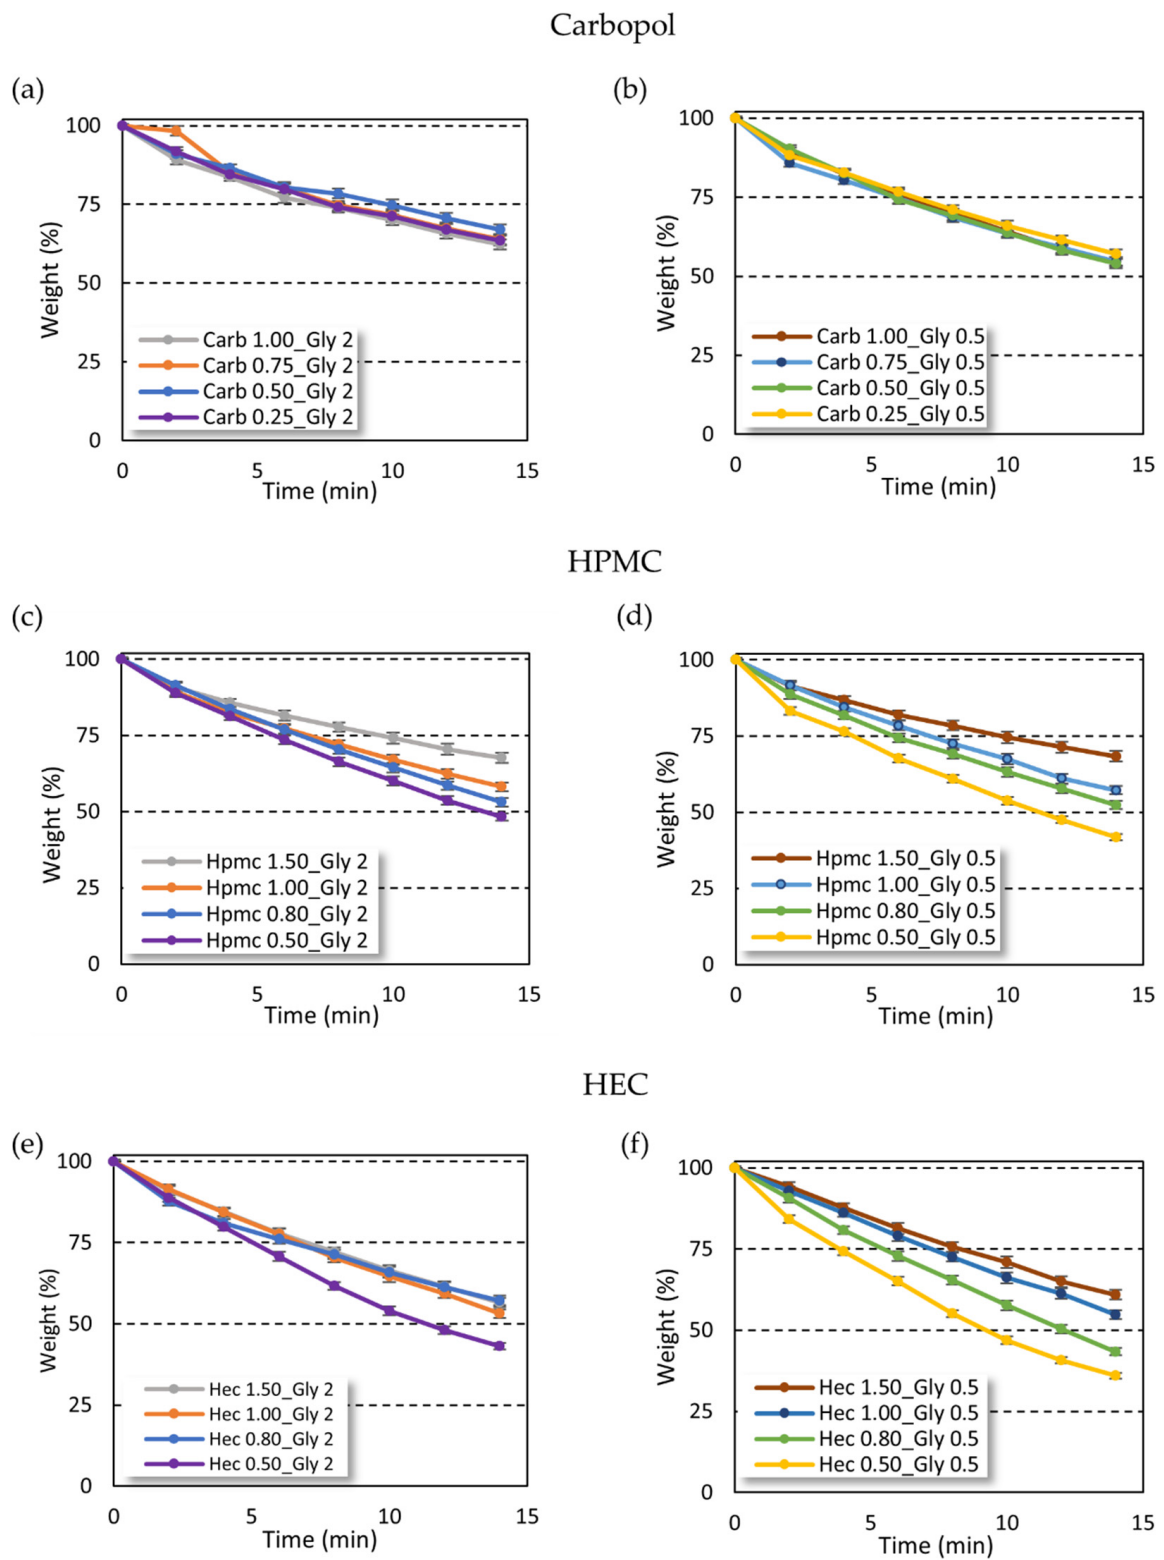 Carbopol
(a)
(b)
100
75
50
25
0
Weight (%)
Carb 1.00_Gly 2
Carb 0.75_Gly 2
Carb 0.50_Gly 2
Carb 0.25_Gly 2
0 5 10 15
Time (min)
100
75
50
25
0
Weight (%)
Carb 1.00_Gly 0.5
Carb 0.75_Gly 0.5
Carb 0.50_Gly 0.5
Carb 0.25_Gly 0.5
0 5 10 15
Time (min)
HPMC
(c)
(d)
100
75
50
25
0
Weight (%)
Hpmc 1.50_Gly 2
Hpmc 1.00_Gly 2
Hpmc 0.80_Gly 2
Hpmc 0.50_Gly 2
0 5 10 15
Time (min)
100
75
50
25
0
Weight (%)
Hpmc 1.50_Gly 0.5
Hpmc 1.00_Gly 0.5
Hpmc 0.80_Gly 0.5
Hpmc 0.50_Gly 0.5
0 5 10 15
Time (min)
HEC
(e)
(f)
100
75
50
25
0
Weight (%)
Hec 1.50_Gly 2
Hec 1.00_Gly 2
Hec 0.80_Gly 2
Hec 0.50_Gly 2
0 5 10 15
Time (min)
100
75
50
25
0
Weight (%)
Hec 1.50_Gly 0.5
Hec 1.00_Gly 0.5
Hec 0.80_Gly 0.5
Hec 0.50_Gly 0.5
0 5 10 15
Time (min)